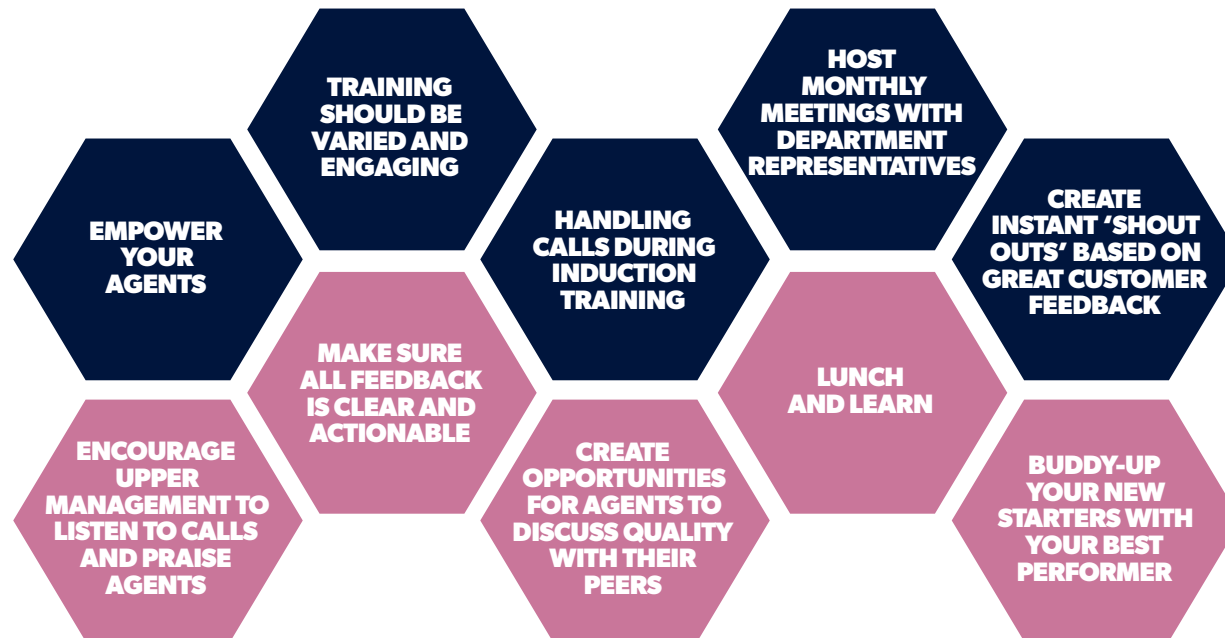 TRAINING
SHOULD BE
VARIED AND
ENGAGING
HOST
MONTHLY
MEETINGS WITH
DEPARTMENT
REPRESENTATIVES
EMPOWER
YOUR
AGENTS
HANDLING
CALLS DURING
INDUCTION
TRAINING
CREATE
INSTANT ‘SHOUT
OUTS’ BASED ON
GREAT CUSTOMER
FEEDBACK
MAKE SURE
ALL FEEDBACK
IS CLEAR AND
ACTIONABLE
LUNCH
AND LEARN
ENCOURAGE
UPPER
MANAGEMENT TO
LISTEN TO CALLS
AND PRAISE
AGENTS
CREATE
OPPORTUNITIES
FOR AGENTS TO
DISCUSS QUALITY
WITH THEIR
PEERS
BUDDY-UP
YOUR NEW
STARTERS WITH
YOUR BEST
PERFORMER